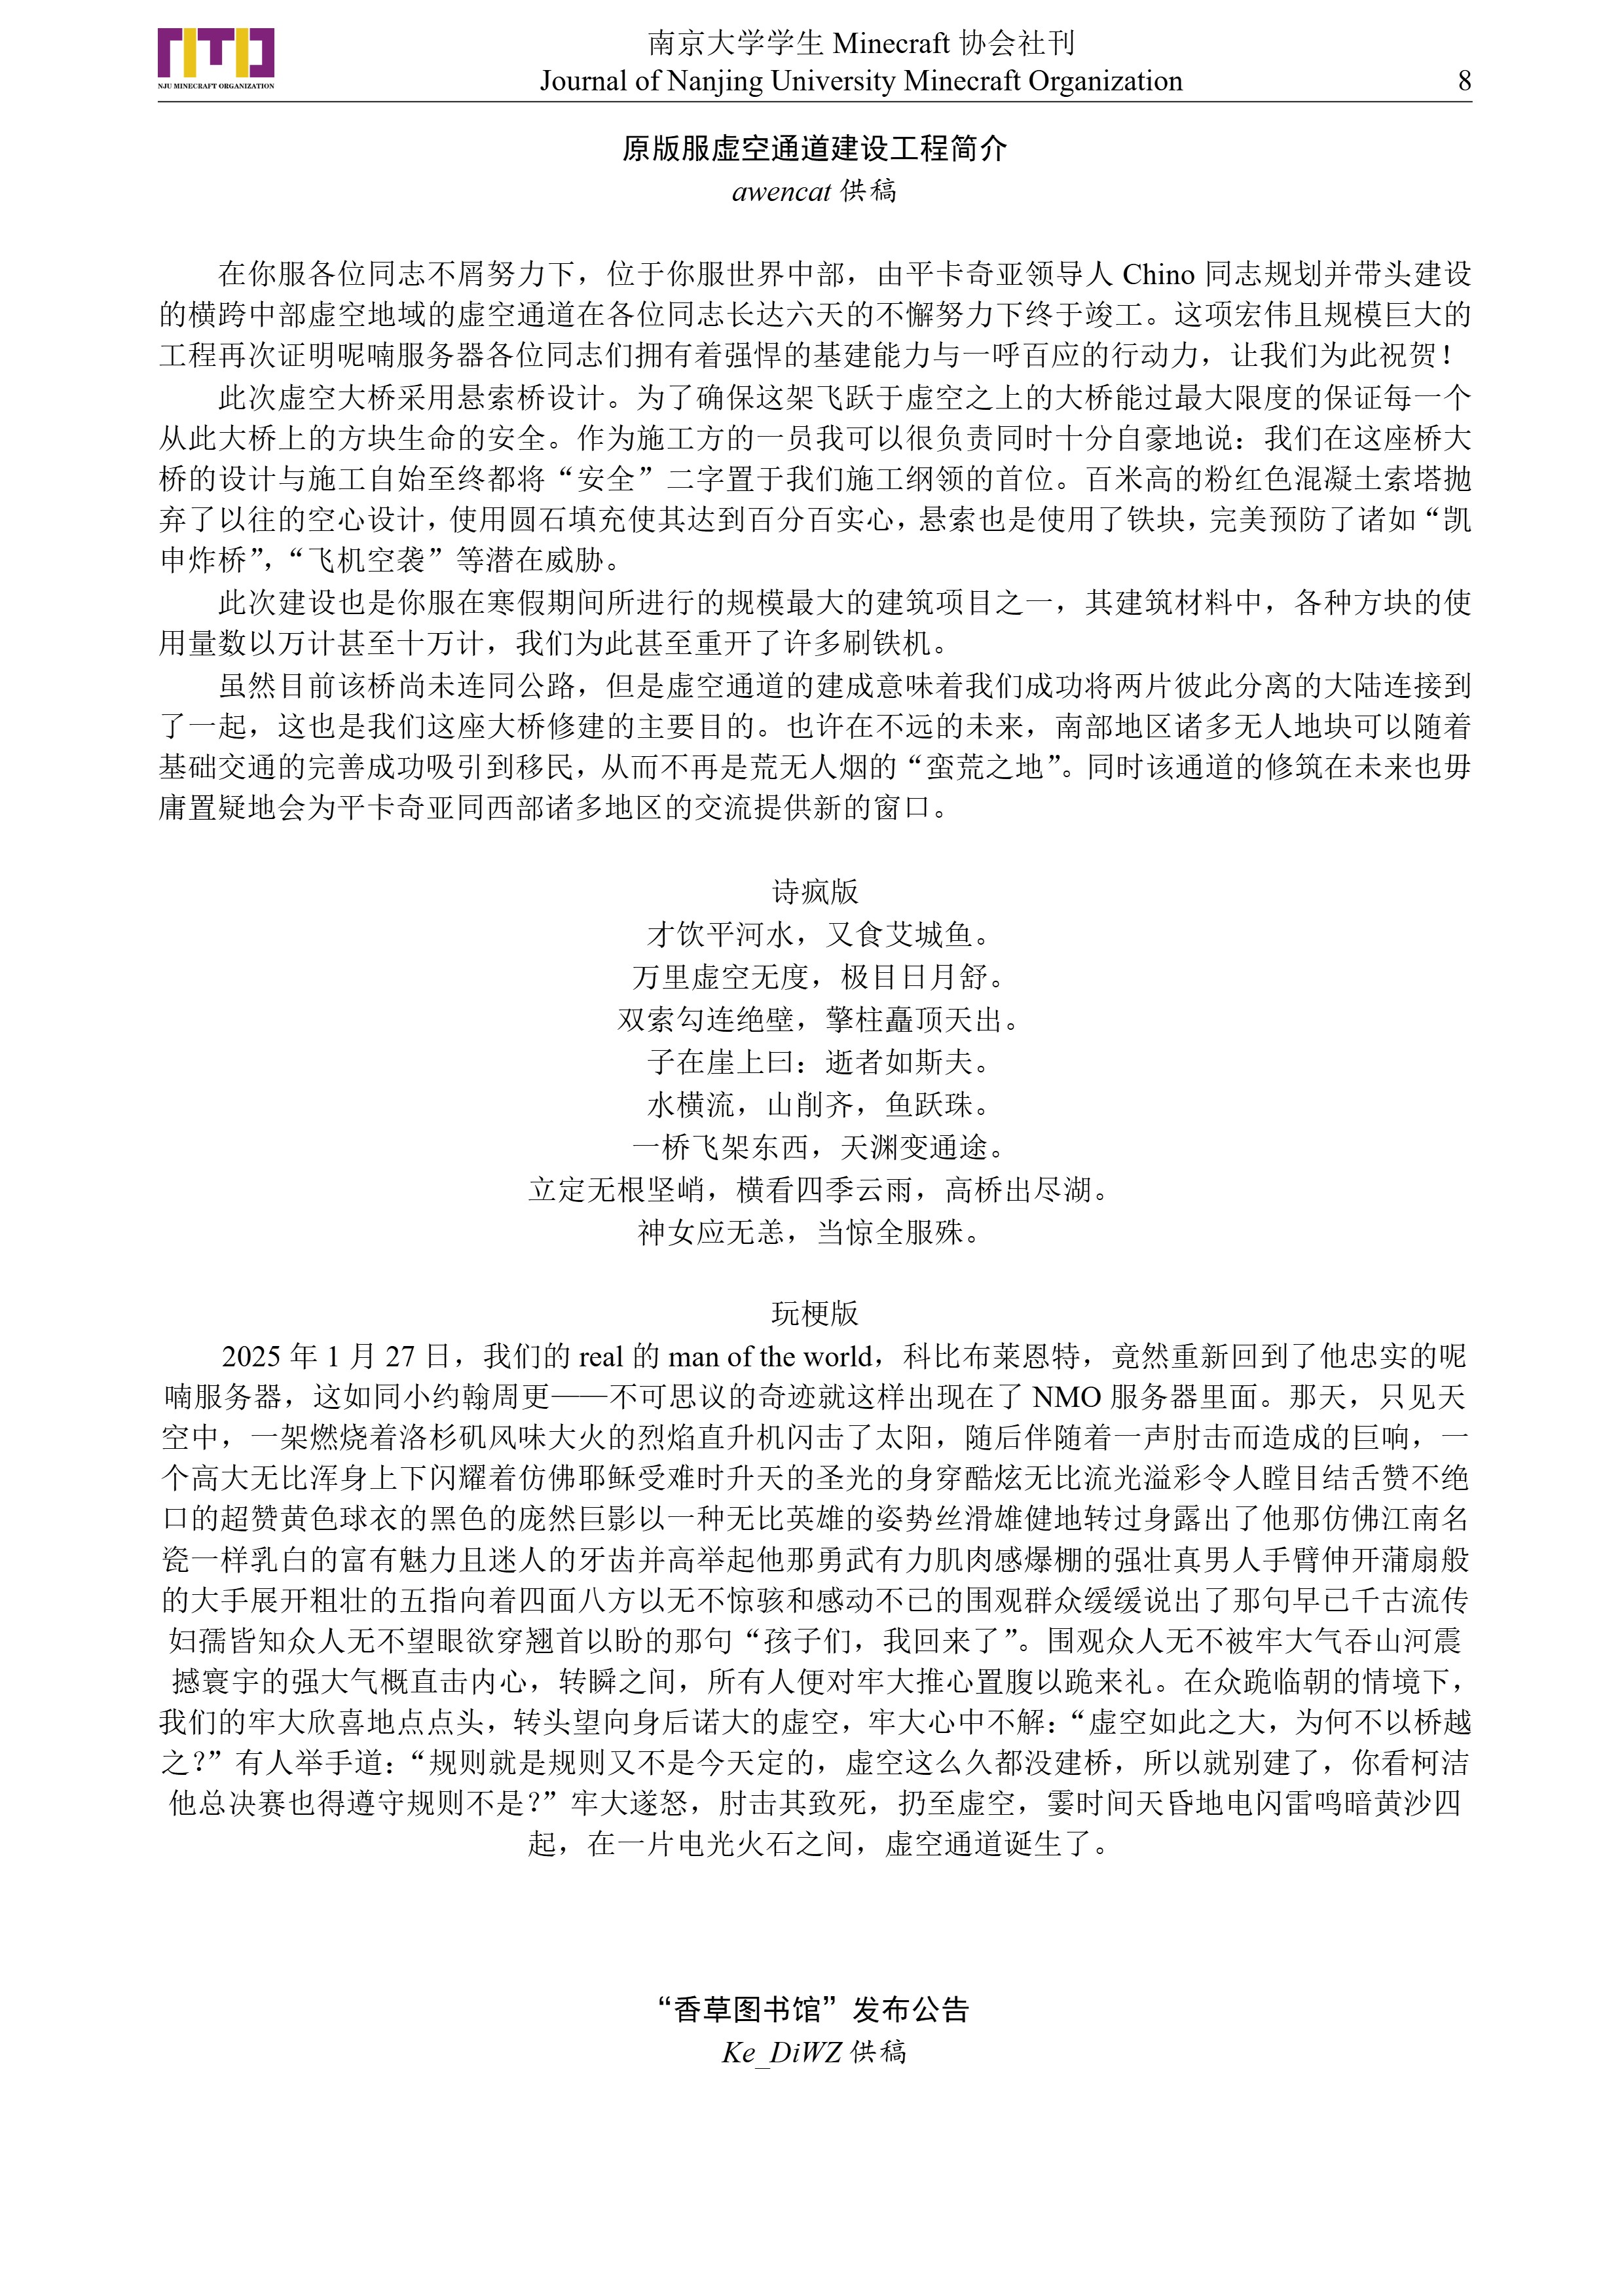 NJU MINECRAFT ORGANIZATION
南京大学学生 Minecraft 协会社刊
Journal of Nanjing University Minecraft Organization
8
原版服虚空通道建设工程简介
awencat 供稿
在你服各位同志不屑努力下，位于你服世界中部，由平卡奇亚领导人 Chino 同志规划并带头建设
的横跨中部虚空地域的虚空通道在各位同志长达六天的不懈努力下终于竣工。这项宏伟且规模巨大的
工程再次证明呢喃服务器各位同志们拥有着强悍的基建能力与一呼百应的行动力，让我们为此祝贺！
此次虚空大桥采用悬索桥设计。为了确保这架飞跃于虚空之上的大桥能过最大限度的保证每一个
从此大桥上的方块生命的安全。作为施工方的一员我可以很负责同时十分自豪地说：我们在这座桥大
桥的设计与施工自始至终都将“安全”二字置于我们施工纲领的首位。百米高的粉红色混凝土索塔抛
弃了以往的空心设计，使用圆石填充使其达到百分百实心，悬索也是使用了铁块，完美预防了诸如“凯
申炸桥”，“飞机空袭”等潜在威胁。
此次建设也是你服在寒假期间所进行的规模最大的建筑项目之一，其建筑材料中，各种方块的使
用量数以万计甚至十万计，我们为此甚至重开了许多刷铁机。
虽然目前该桥尚未连同公路，但是虚空通道的建成意味着我们成功将两片彼此分离的大陆连接到
了一起，这也是我们这座大桥修建的主要目的。也许在不远的未来，南部地区诸多无人地块可以随着
基础交通的完善成功吸引到移民，从而不再是荒无人烟的“蛮荒之地”。同时该通道的修筑在未来也毋
庸置疑地会为平卡奇亚同西部诸多地区的交流提供新的窗口。
诗疯版
才饮平河水，又食艾城鱼。
万里虚空无度，极目日月舒。
双索勾连绝壁，擎柱矗顶天出。
子在崖上曰：逝者如斯夫。
水横流，山削齐，鱼跃珠。
一桥飞架东西，天渊变通途。
立定无根坚峭，横看四季云雨，高桥出尽湖。
神女应无恙，当惊全服殊。
玩梗版
2025 年 1 月 27 日，我们的 real 的 man of the world，科比布莱恩特，竟然重新回到了他忠实的呢
喃服务器，这如同小约翰周更——不可思议的奇迹就这样出现在了 NMO 服务器里面。那天，只见天
空中，一架燃烧着洛杉矶风味大火的烈焰直升机闪击了太阳，随后伴随着一声肘击而造成的巨响，一
个高大无比浑身上下闪耀着仿佛耶稣受难时升天的圣光的身穿酷炫无比流光溢彩令人瞠目结舌赞不绝
口的超赞黄色球衣的黑色的庞然巨影以一种无比英雄的姿势丝滑雄健地转过身露出了他那仿佛江南名
瓷一样乳白的富有魅力且迷人的牙齿并高举起他那勇武有力肌肉感爆棚的强壮真男人手臂伸开蒲扇般
的大手展开粗壮的五指向着四面八方以无不惊骇和感动不已的围观群众缓缓说出了那句早已千古流传
妇孺皆知众人无不望眼欲穿翘首以盼的那句“孩子们，我回来了”。围观众人无不被牢大气吞山河震
撼寰宇的强大气概直击内心，转瞬之间，所有人便对牢大推心置腹以跪来礼。在众跪临朝的情境下，
我们的牢大欣喜地点点头，转头望向身后诺大的虚空，牢大心中不解：“虚空如此之大，为何不以桥越
之？”有人举手道：“规则就是规则又不是今天定的，虚空这么久都没建桥，所以就别建了，你看柯洁
他总决赛也得遵守规则不是？”牢大遂怒，肘击其致死，扔至虚空，霎时间天昏地电闪雷鸣暗黄沙四
起，在一片电光火石之间，虚空通道诞生了。
“香草图书馆”发布公告
Ke_DiWZ 供稿